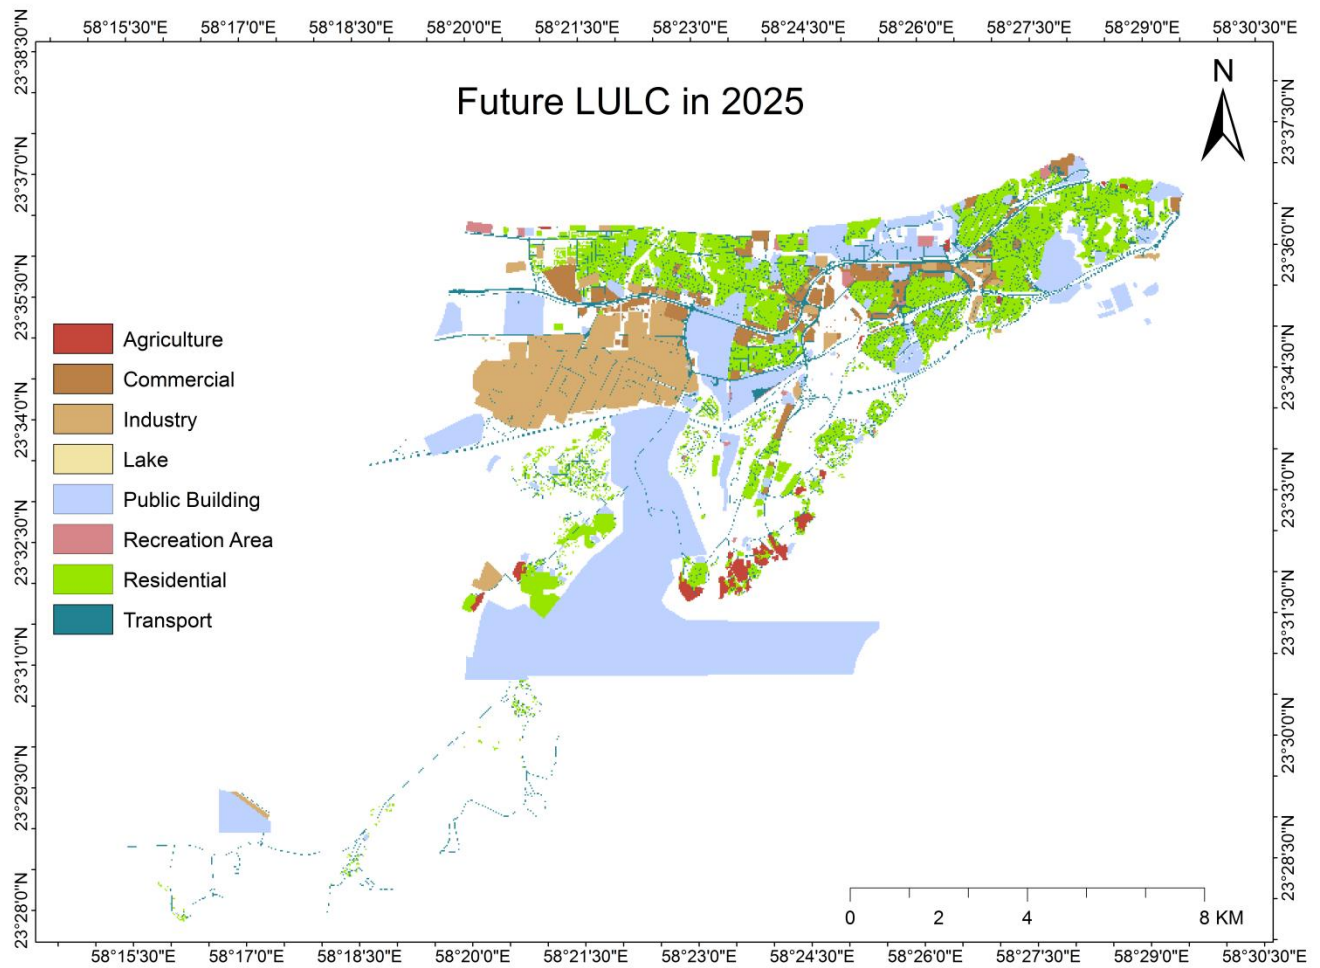 58°15'30"E 58°17'0"E 58°18'30"E 58°20'0"E 58°21'30"E 58°23'0"E 58°24'30"E 58°26'0"E 58°27'30"E 58°29'0"E 58°30'30"E
Future LULC in 2025
N
23°38'30"N
23°37'0"N
23°35'30"N
23°34'0"N
23°32'30"N
23°31'0"N
23°29'30"N
23°28'0"N
Agriculture
Commercial
Industry
Lake
Public Building
Recreation Area
Residential
Transport
23°37'30"N
23°36'0"N
23°34'30"N
23°33'0"N
23°31'30"N
23°30'0"N
23°28'30"N
0 2 4 8 KM
58°15'30"E 58°17'0"E 58°18'30"E 58°20'0"E 58°21'30"E 58°23'0"E 58°24'30"E 58°26'0"E 58°27'30"E 58°29'0"E 58°30'30"E